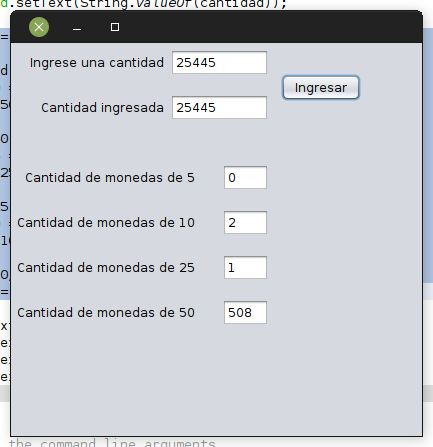 d.setText(String.valueOf(cantidad));
Ingrese una cantidad 25445
Ingresar
Cantidad ingresada 25445
Cantidad de monedas de 5 0
Cantidad de monedas de 10 2
Cantidad de monedas de 25 1
Cantidad de monedas de 50 508
the command line arguments